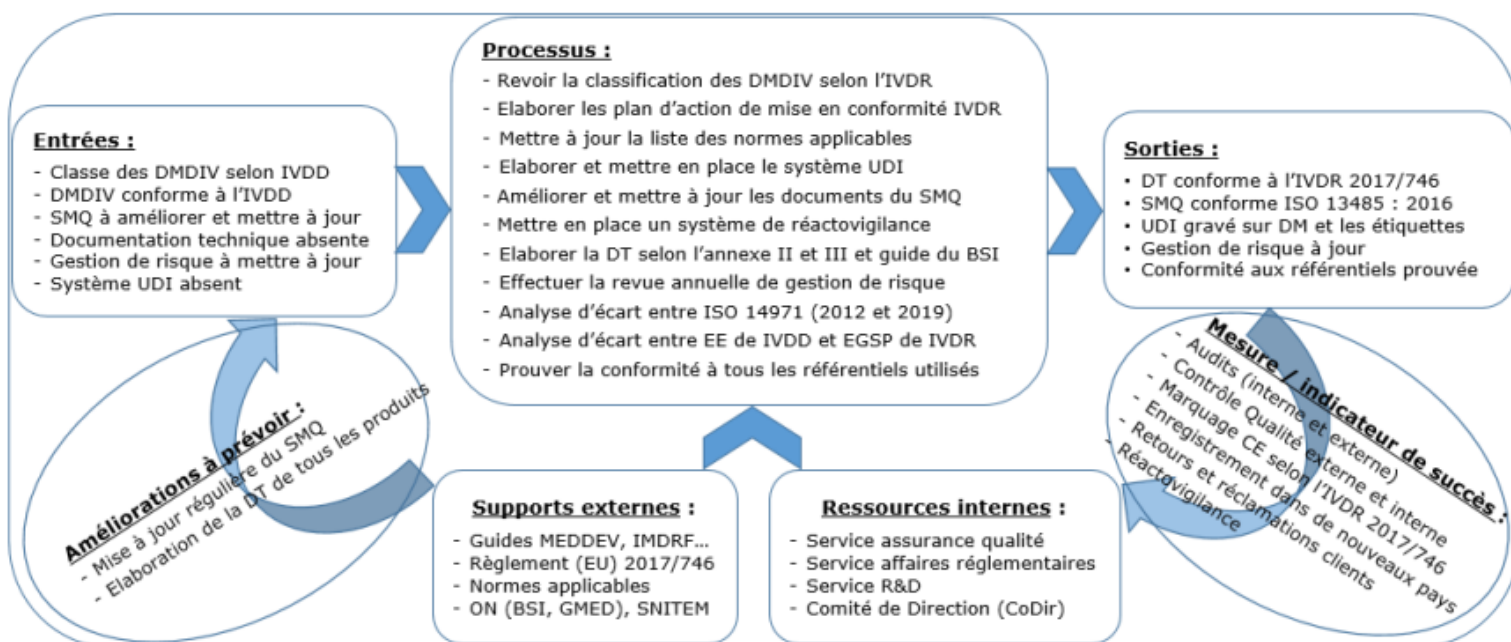 Processus :
- Revoir la classification des DMDIV selon l'IVDR
- Elaborer les plan d'action de mise en conformité IVDR
- Mettre à jour la liste des normes applicables
- Elaborer et mettre en place le système UDI
- Améliorer et mettre à jour les documents du SMQ
- Mettre en place un système de réactovigilance
- Elaborer la DT selon l'annexe II et III et guide du BSI
- Effectuer la revue annuelle de gestion de risque
- Analyse d'écart entre ISO 14971 (2012 et 2019)
- Analyse d'écart entre EE de IVDD et EGSP de IVDR
- Prouver la conformité à tous les référentiels utilisés
Entrées :
- Classe des DMDIV selon IVDD
- DMDIV conforme à l'IVDD
- SMQ à améliorer et mettre à jour
- Documentation technique absente
- Gestion de risque à mettre à jour
- Système UDI absent
Sorties :
• DT conforme à l'IVDR 2017/746
• SMQ conforme ISO 13485 : 2016
• UDI gravé sur DM et les étiquettes
• Gestion de risque à jour
• Conformité aux référentiels prouvée
Améliorations à prévoir :
- Mise à jour régulière du SMQ
- Elaboration de la DT de tous les produits
Supports externes :
- Guides MEDDEV, IMDRF...
- Règlement (EU) 2017/746
- Normes applicables
- ON (BSI, GMED), SNITEM
Ressources internes :
- Service assurance qualité
- Service affaires réglementaires
- Service R&D
- Comité de Direction (CoDir)
Mesure / indicateur de succès :
- Audits (interne et externe)
- Contrôle Qualité externe et interne
- Marquage CE selon l'IVDR 2017/746
- Enregistrement dans de nouveaux pays
- Retours et réclamations clients
- Réactovigilance